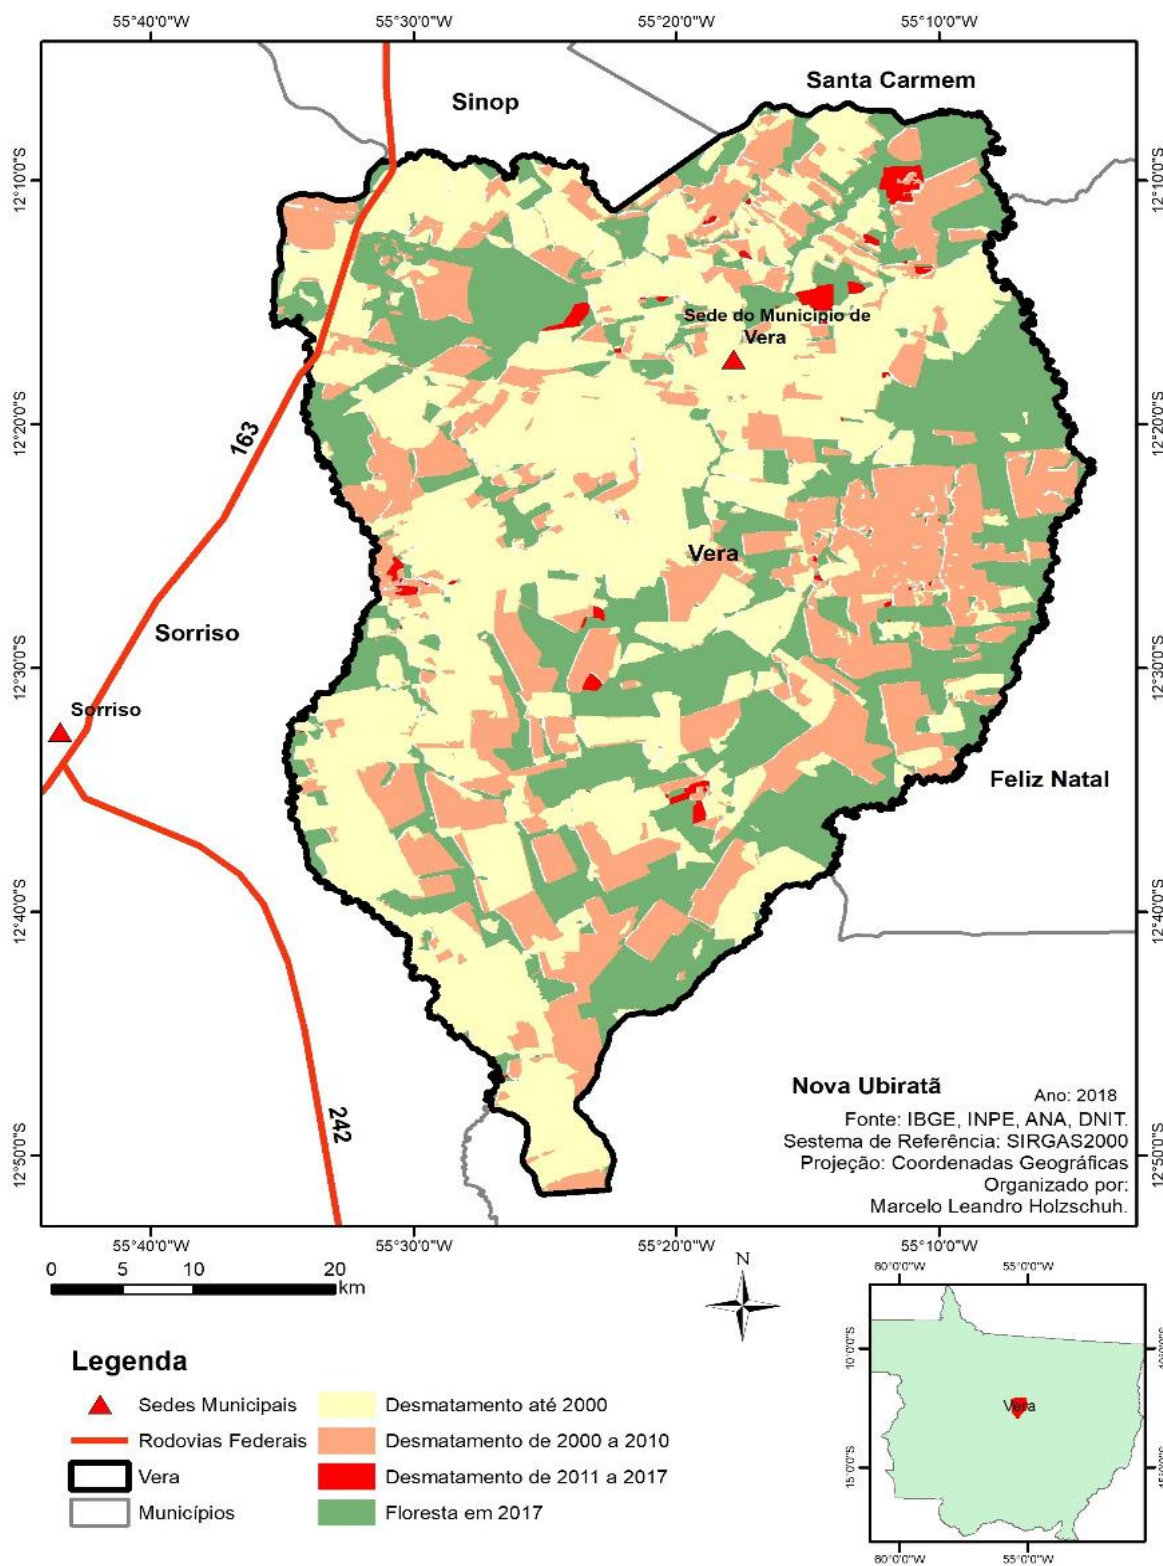 55°40'0"W 55°30'0"W 55°20'0"W 55°10'0"W
Santa Carmem
Sinop
12°10'0"S 12°10'0"S
Sede do Município de
Vera
163
12°20'0"S 12°20'0"S
Vera
Sorriso
12°30'0"S 12°30'0"S
Sorriso
Feliz Natal
12°40'0"S 12°40'0"S
242
12°50'0"S 12°50'0"S
Nova Ubiratã
Ano: 2018
Fonte: IBGE, INPE, ANA, DNIT.
Sestema de Referência: SIRGAS2000
Projeção: Coordenadas Geográficas
Organizado por:
Marcelo Leandro Holzschuh.
55°40'0"W 55°30'0"W 55°20'0"W 55°10'0"W
0 5 10 20
km
N
Legenda
Sedes Municipais
Rodovias Federais
Vera
Municípios
Desmatamento até 2000
Desmatamento de 2000 a 2010
Desmatamento de 2011 a 2017
Floresta em 2017
60°0'0"W 55°0'0"W
10°0'0"S 10°0'0"S
Vera
15°0'0"S 15°0'0"S
60°0'0"W 55°0'0"W